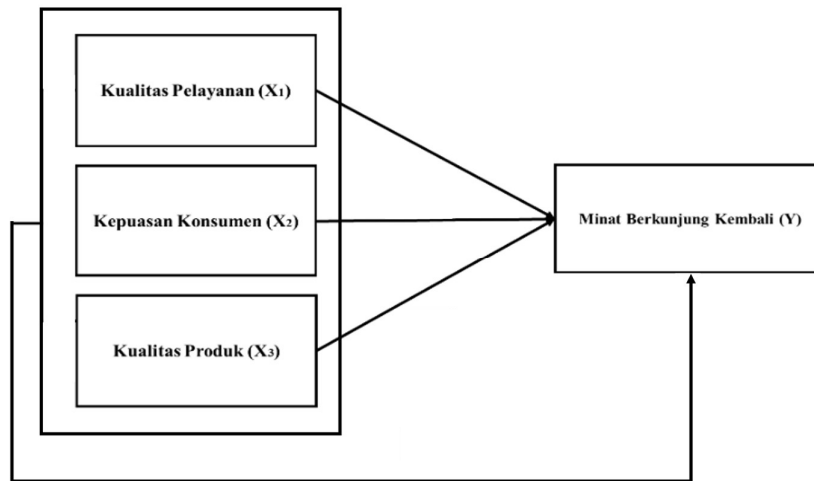 Kualitas Pelayanan (X₁)
Kepuasan Konsumen (X₂)
Minat Berkunjung Kembali (Y)
Kualitas Produk (X₃)